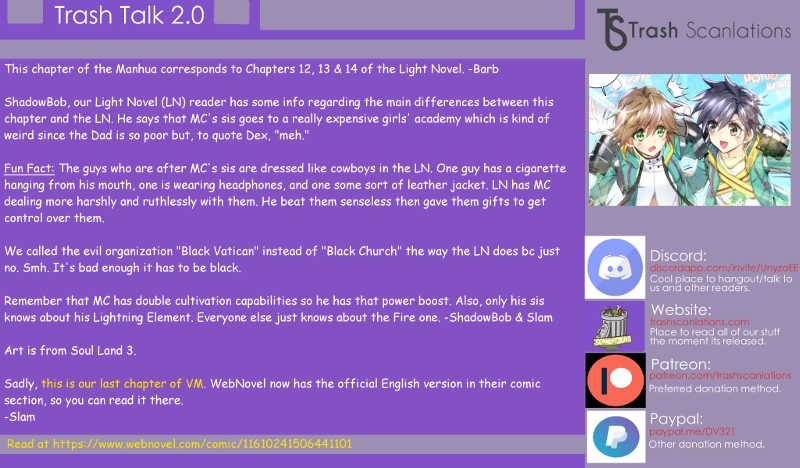 Trash Talk 2.0
This chapter of the Manhua corresponds to Chapters 12, 13 & 14 of the Light Novel. -Barb
ShadowBob, our Light Novel (LN) reader has some info regarding the main differences between this
chapter and the LN. He says that MC's sis goes to a really expensive girls' academy which is kind of
weird since the Dad is so poor but, to quote Dex, "meh."
Fun Fact: The guys who are after MC's sis are dressed like cowboys in the LN. One guy has a cigarette
hanging from his mouth, one is wearing headphones, and one some sort of leather jacket. LN has MC
dealing more harshly and ruthlessly with them. He beat them senseless then gave them gifts to get
control over them.
We called the evil organization "Black Vatican" instead of "Black Church" the way the LN does bc just
no. Smh. It's bad enough it has to be black.
Remember that MC has double cultivation capabilities so he has that power boost. Also, only his sis
knows about his Lightning Element. Everyone else just knows about the Fire one. -ShadowBob & Slam
Art is from Soul Land 3.
Sadly, this is our last chapter of VM. WebNovel now has the official English version in their comic
section, so you can read it there.
-Slam
Read at https://www.webnovel.com/comic/11610241506441101
TS Trash Scanlations
Discord:
discordapp.com/invite/UnyzaEE
Cool place to hangout/talk to
us and other readers.
Website:
trashscanlations.com
Place to read all of our stuff
the moment its released.
Patreon:
patreon.com/trashscanlations
Preferred donation method.
Paypal:
paypal.me/DV321
Other donation method.